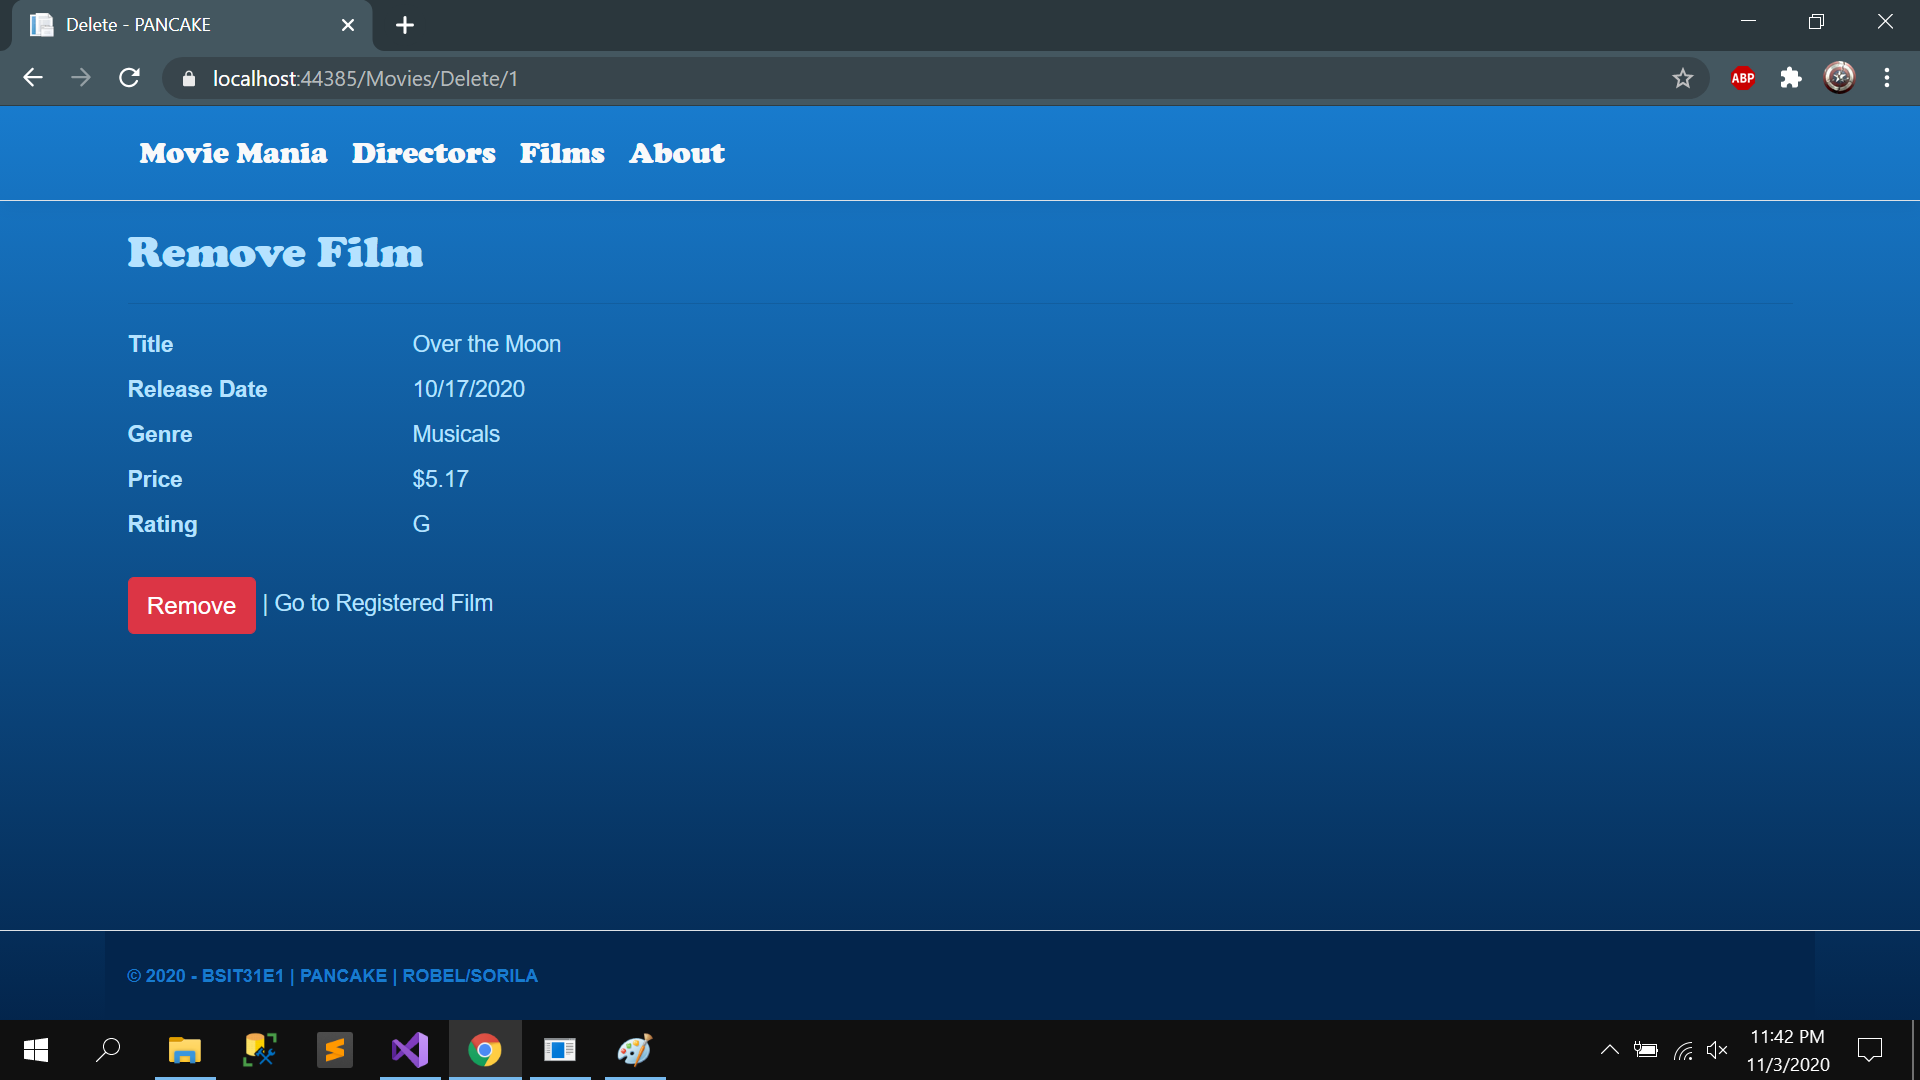 Delete - PANCAKE
localhost:44385/Movies/Delete/1
ABP
Movie Mania Directors Films About
Remove Film
Title Over the Moon
Release Date 10/17/2020
Genre Musicals
Price $5.17
Rating G
Remove | Go to Registered Film
© 2020 - BSIT31E1 | PANCAKE | ROBEL/SORILA
11:42 PM
11/3/2020